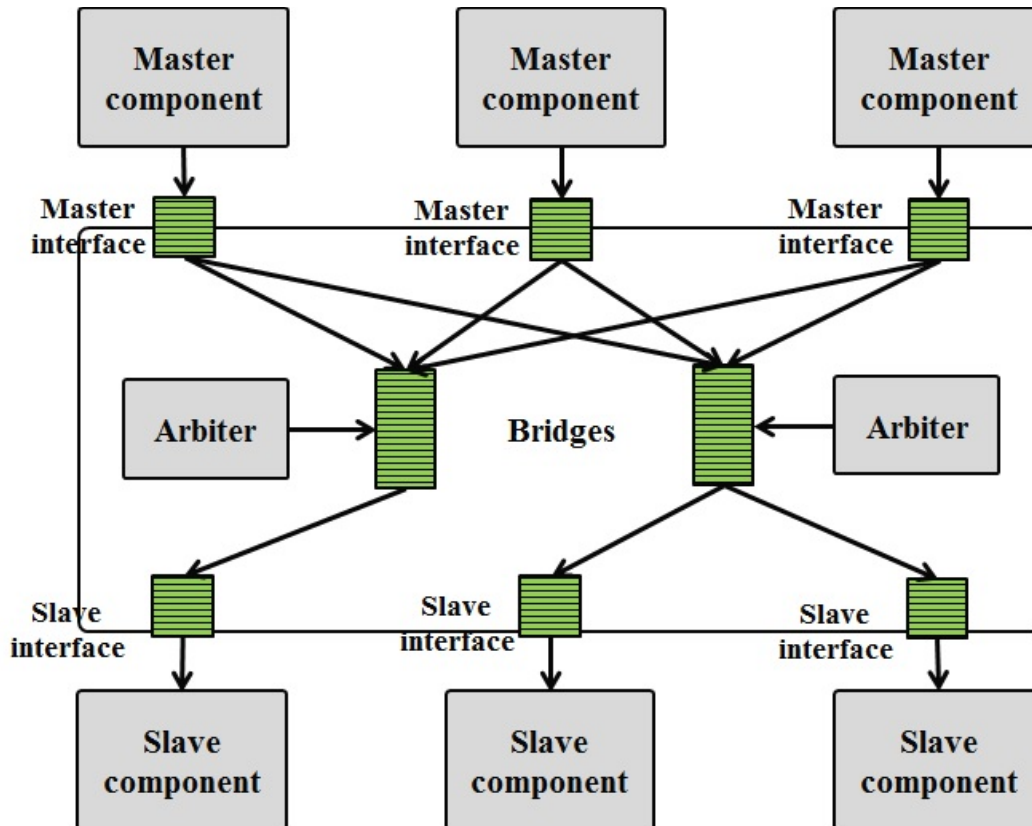 Master
component
Master
component
Master
component
Master
interface
Master
interface
Master
interface
Arbiter
Bridges
Arbiter
Slave
interface
Slave
interface
Slave
interface
Slave
component
Slave
component
Slave
component